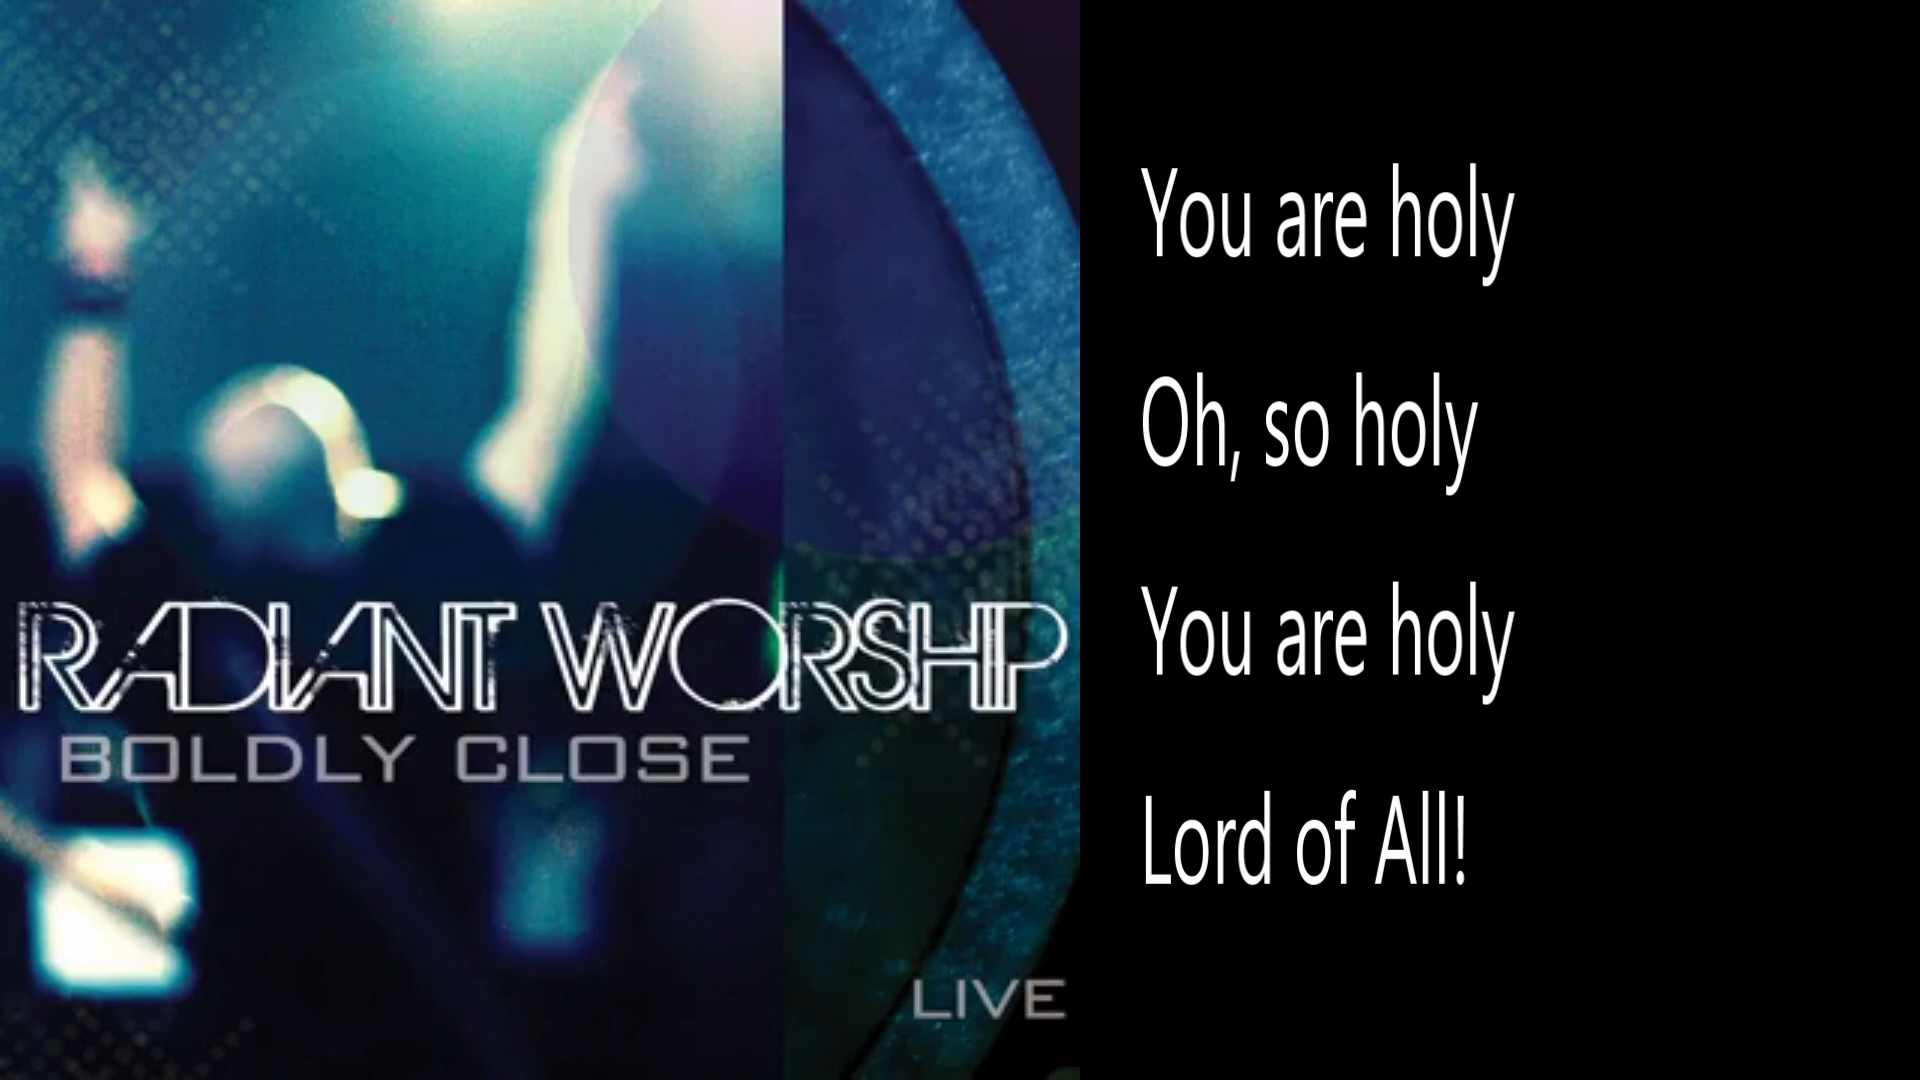 RADIANT WORSHIP
BOLDLY CLOSE
LIVE
You are holy
Oh, so holy
You are holy
Lord of All!